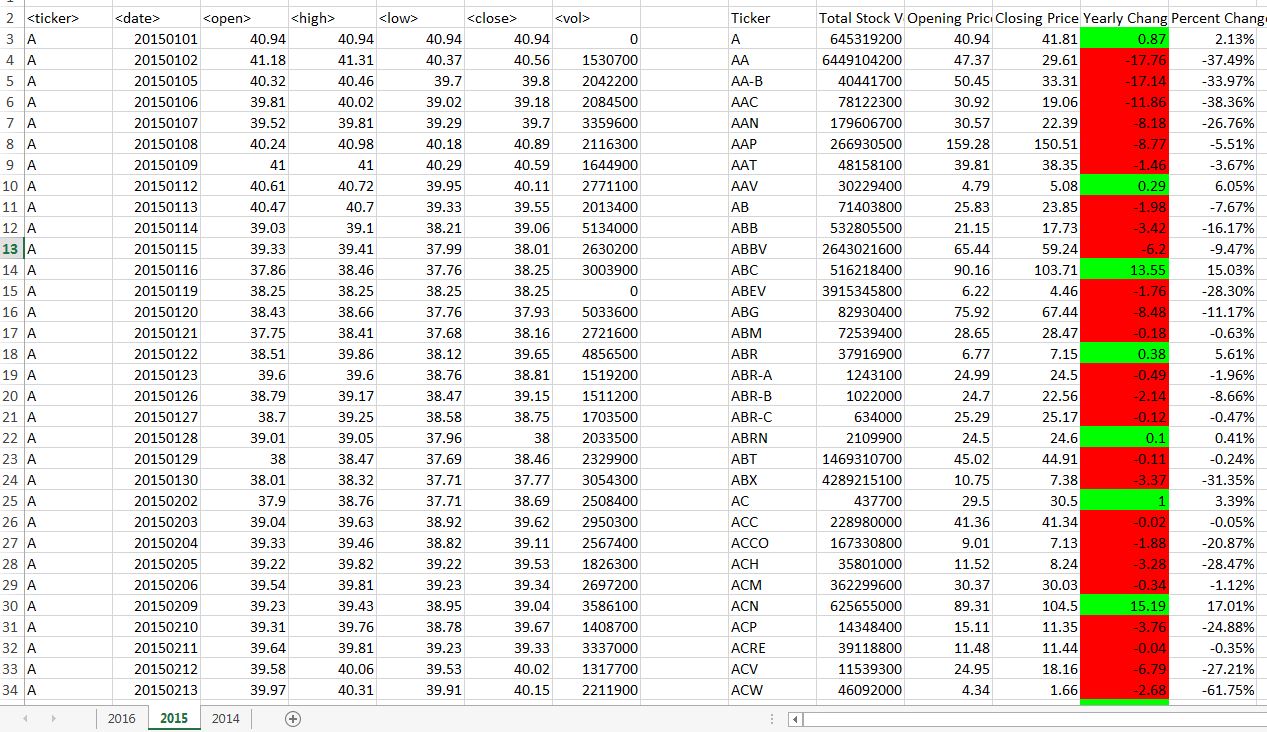 2 <ticker> <date> <open> <high> <low> <close> <vol> Ticker Total Stock V Opening Pric Closing Price Yearly Chang Percent Change
3 A 20150101 40.94 40.94 40.94 40.94 0 A 645319200 40.94 41.81 0.87 2.13%
4 A 20150102 41.18 41.31 40.37 40.56 1530700 AA 6449104200 47.37 29.61 -17.76 -37.49%
5 A 20150105 40.32 40.46 39.7 39.8 2042200 AA-B 40441700 50.45 33.31 -17.14 -33.97%
6 A 20150106 39.81 40.02 39.02 39.18 2084500 AAC 78122300 30.92 19.06 -11.86 -38.36%
7 A 20150107 39.52 39.81 39.29 39.7 3359600 AAN 179606700 30.57 22.39 -8.18 -26.76%
8 A 20150108 40.24 40.98 40.18 40.89 2116300 AAP 266930500 159.28 150.51 -8.77 -5.51%
9 A 20150109 41 41 40.29 40.59 1644900 AAT 48158100 39.81 38.35 -1.46 -3.67%
10 A 20150112 40.61 40.72 39.95 40.11 2771100 AAV 30229400 4.79 5.08 0.29 6.05%
11 A 20150113 40.47 40.7 39.33 39.55 2013400 AB 71403800 25.83 23.85 -1.98 -7.67%
12 A 20150114 39.03 39.1 38.21 39.06 5134000 ABB 532805500 21.15 17.73 -3.42 -16.17%
13 A 20150115 39.33 39.41 37.99 38.01 2630200 ABBV 2643021600 65.44 59.24 -6.2 -9.47%
14 A 20150116 37.86 38.46 37.76 38.25 3003900 ABC 516218400 90.16 103.71 13.55 15.03%
15 A 20150119 38.25 38.25 38.25 38.25 0 ABEV 3915345800 6.22 4.46 -1.76 -28.30%
16 A 20150120 38.43 38.66 37.76 37.93 5033600 ABG 82930400 75.92 67.44 -8.48 -11.17%
17 A 20150121 37.75 38.41 37.68 38.16 2721600 ABM 72539400 28.65 28.47 -0.18 -0.63%
18 A 20150122 38.51 39.86 38.12 39.65 4856500 ABR 37916900 6.77 7.15 0.38 5.61%
19 A 20150123 39.6 39.6 38.76 38.81 1519200 ABR-A 1243100 24.99 24.5 -0.49 -1.96%
20 A 20150126 38.79 39.17 38.47 39.15 1511200 ABR-B 1022000 24.7 22.56 -2.14 -8.66%
21 A 20150127 38.7 39.25 38.58 38.75 1703500 ABR-C 634000 25.29 25.17 -0.12 -0.47%
22 A 20150128 39.01 39.05 37.96 38 2033500 ABRN 2109900 24.5 24.6 0.1 0.41%
23 A 20150129 38 38.47 37.69 38.46 2329900 ABT 1469310700 45.02 44.91 -0.11 -0.24%
24 A 20150130 38.01 38.32 37.71 37.77 3054300 ABX 4289215100 10.75 7.38 -3.37 -31.35%
25 A 20150202 37.9 38.76 37.71 38.69 2508400 AC 437700 29.5 30.5 1 3.39%
26 A 20150203 39.04 39.63 38.92 39.62 2950300 ACC 228980000 41.36 41.34 -0.02 -0.05%
27 A 20150204 39.33 39.46 38.82 39.11 2567400 ACCO 167330800 9.01 7.13 -1.88 -20.87%
28 A 20150205 39.22 39.82 39.22 39.53 1826300 ACH 35801000 11.52 8.24 -3.28 -28.47%
29 A 20150206 39.54 39.81 39.23 39.34 2697200 ACM 362299600 30.37 30.03 -0.34 -1.12%
30 A 20150209 39.23 39.43 38.95 39.04 3586100 ACN 625655000 89.31 104.5 15.19 17.01%
31 A 20150210 39.31 39.76 38.78 39.67 1408700 ACP 14348400 15.11 11.35 -3.76 -24.88%
32 A 20150211 39.64 39.81 39.23 39.33 3337000 ACRE 39118800 11.48 11.44 -0.04 -0.35%
33 A 20150212 39.58 40.06 39.53 40.02 1317700 ACV 11539300 24.95 18.16 -6.79 -27.21%
34 A 20150213 39.97 40.31 39.91 40.15 2211900 ACW 46092000 4.34 1.66 -2.68 -61.75%
2016 2015 2014